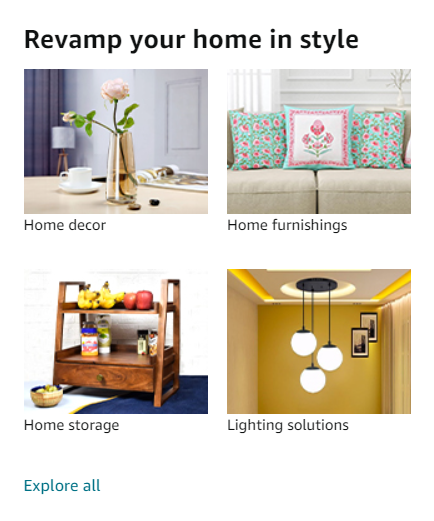 Revamp your home in style
Home decor
Home furnishings
Home storage
Lighting solutions
Explore all